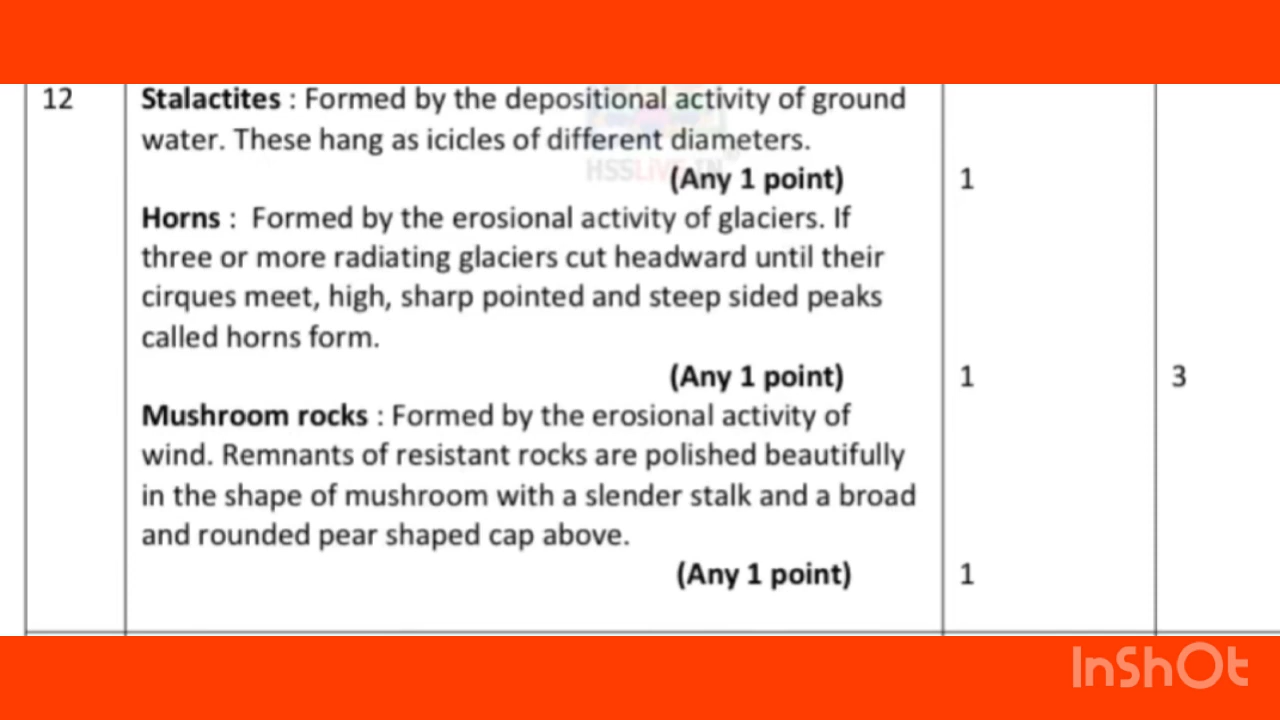 12
Stalactites : Formed by the depositional activity of ground
water. These hang as icicles of different diameters.
HSSLIVE.IN
(Any 1 point) 1
Horns : Formed by the erosional activity of glaciers. If
three or more radiating glaciers cut headward until their
cirques meet, high, sharp pointed and steep sided peaks
called horns form.
(Any 1 point) 1 3
Mushroom rocks : Formed by the erosional activity of
wind. Remnants of resistant rocks are polished beautifully
in the shape of mushroom with a slender stalk and a broad
and rounded pear shaped cap above.
(Any 1 point) 1
InShOt